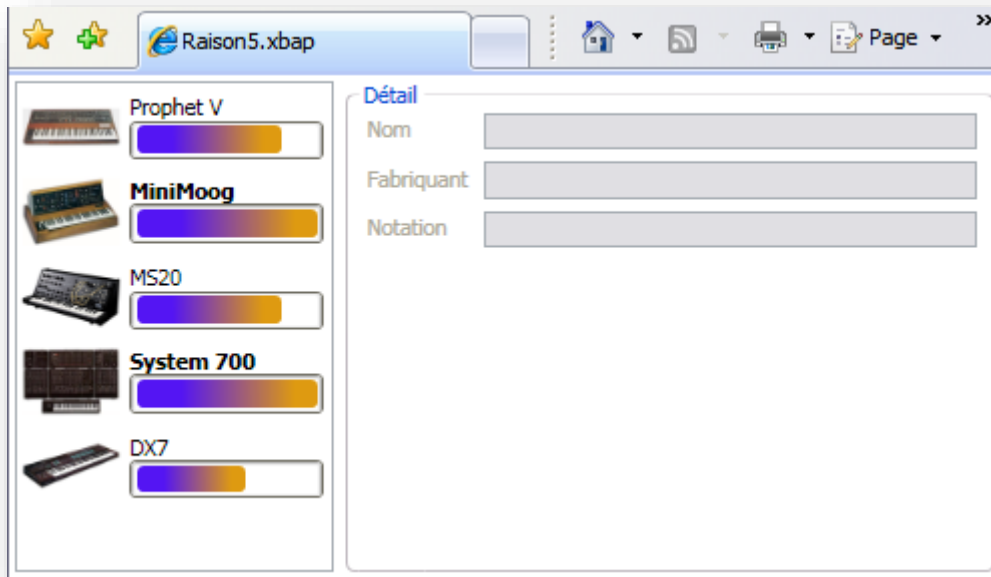 Raison5.xbap
Page
»
Prophet V
MiniMoog
MS20
System 700
DX7
Détail
Nom
Fabriquant
Notation